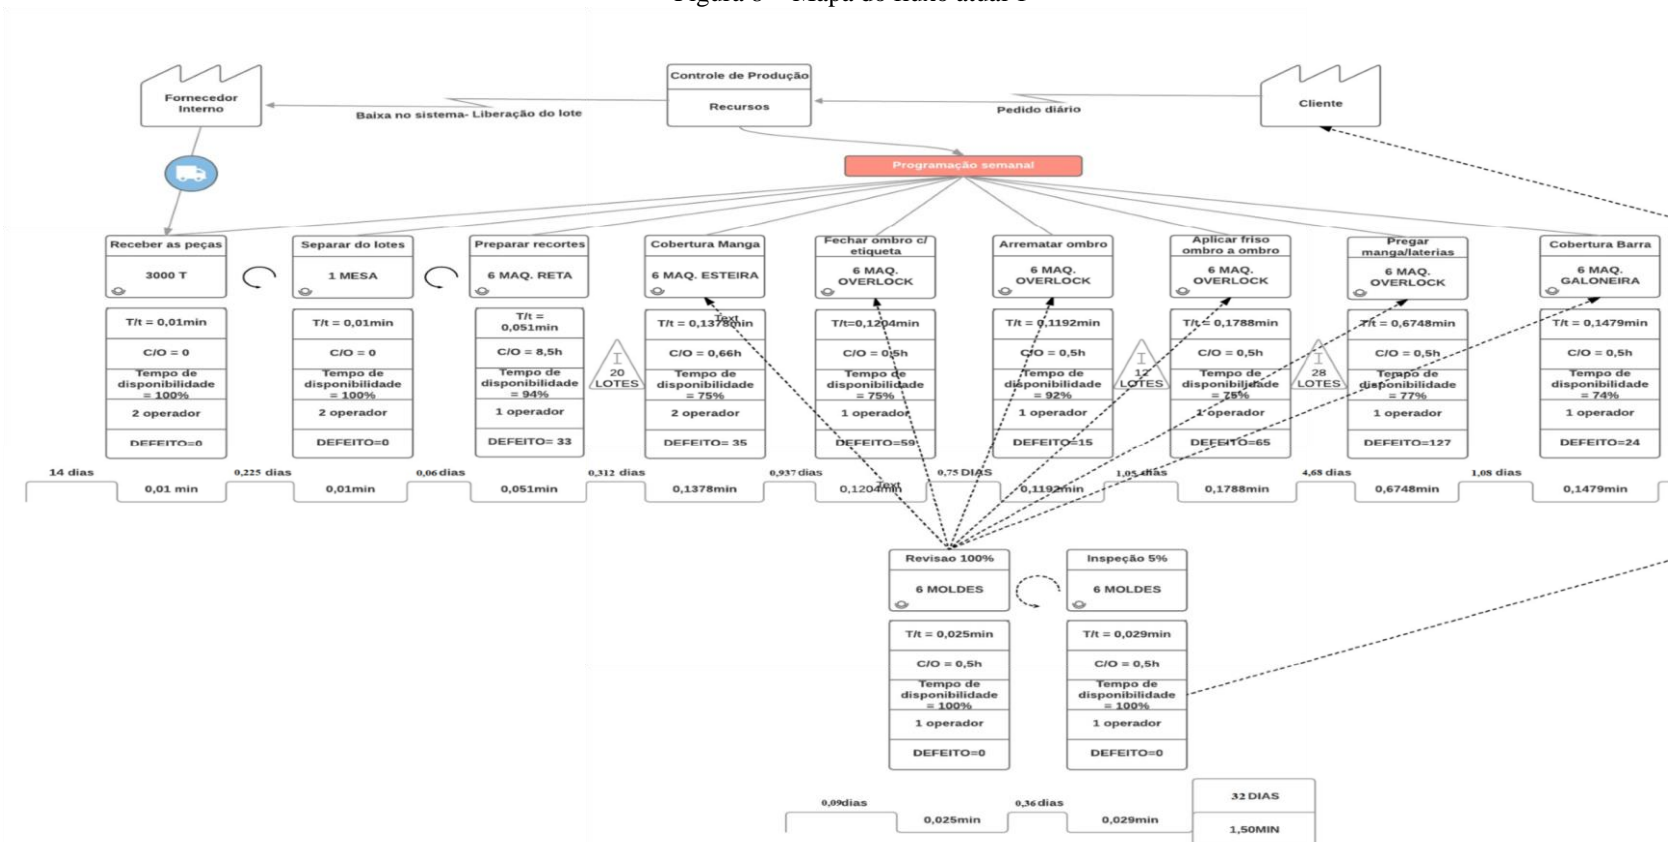 Figura 8 – Mapa do fluxo atual 1
Fornecedor
Interno
Baixa no sistema- Liberação do lote
Controle de Produção
Recursos
Pedido diário
Cliente
Programação semanal
Receber as peças
3000 T
T/t = 0,01min
C/O = 0
Tempo de
disponibilidade
= 100%
2 operador
DEFEITO=0
Separar do lotes
1 MESA
T/t = 0,01min
C/O = 0
Tempo de
disponibilidade
= 100%
2 operador
DEFEITO=0
Preparar recortes
6 MAQ. RETA
T/t =
0,051min
C/O = 8,5h
Tempo de
disponibilidade
= 94%
1 operador
DEFEITO= 33
I
20
LOTES
Cobertura Manga
6 MAQ. ESTEIRA
Text
T/t = 0,1378min
C/O = 0,66h
Tempo de
disponibilidade
= 75%
2 operador
DEFEITO= 35
Fechar ombro c/
etiqueta
6 MAQ.
OVERLOCK
T/t=0,1204min
C/O = 0,5h
Tempo de
disponibilidade
= 75%
1 operador
DEFEITO=59
Arrematar ombro
6 MAQ.
OVERLOCK
T/t = 0,1192min
C/O = 0,5h
Tempo de
disponibilidade
= 92%
1 operador
DEFEITO=15
I
12
LOTES
Aplicar friso
ombro a ombro
6 MAQ.
OVERLOCK
T/t = 0,1788min
C/O = 0,5h
Tempo de
disponibilidade
= 75%
1 operador
DEFEITO=65
I
28
LOTES
Pregar
manga/laterias
6 MAQ.
OVERLOCK
T/t = 0,6748min
C/O = 0,5h
Tempo de
disponibilidade
= 77%
1 operador
DEFEITO=127
Cobertura Barra
6 MAQ.
GALONEIRA
T/t = 0,1479min
C/O = 0,5h
Tempo de
disponibilidade
= 74%
1 operador
DEFEITO=24
14 dias
0,225 dias
0,06 dias
0,312 dias
0,937 dias
0,75 DIAS
1,05 dias
4,68 dias
1,08 dias
0,01 min
0,01min
0,051min
0,1378min
Text
0,1204min
0,1192min
0,1788min
0,6748min
0,1479min
Revisao 100%
6 MOLDES
T/t = 0,025min
C/O = 0,5h
Tempo de
disponibilidade
= 100%
1 operador
DEFEITO=0
Inspeção 5%
6 MOLDES
T/t = 0,029min
C/O = 0,5h
Tempo de
disponibilidade
= 100%
1 operador
DEFEITO=0
0,09dias
0,025min
0,36 dias
0,029min
32 DIAS
1,50MIN